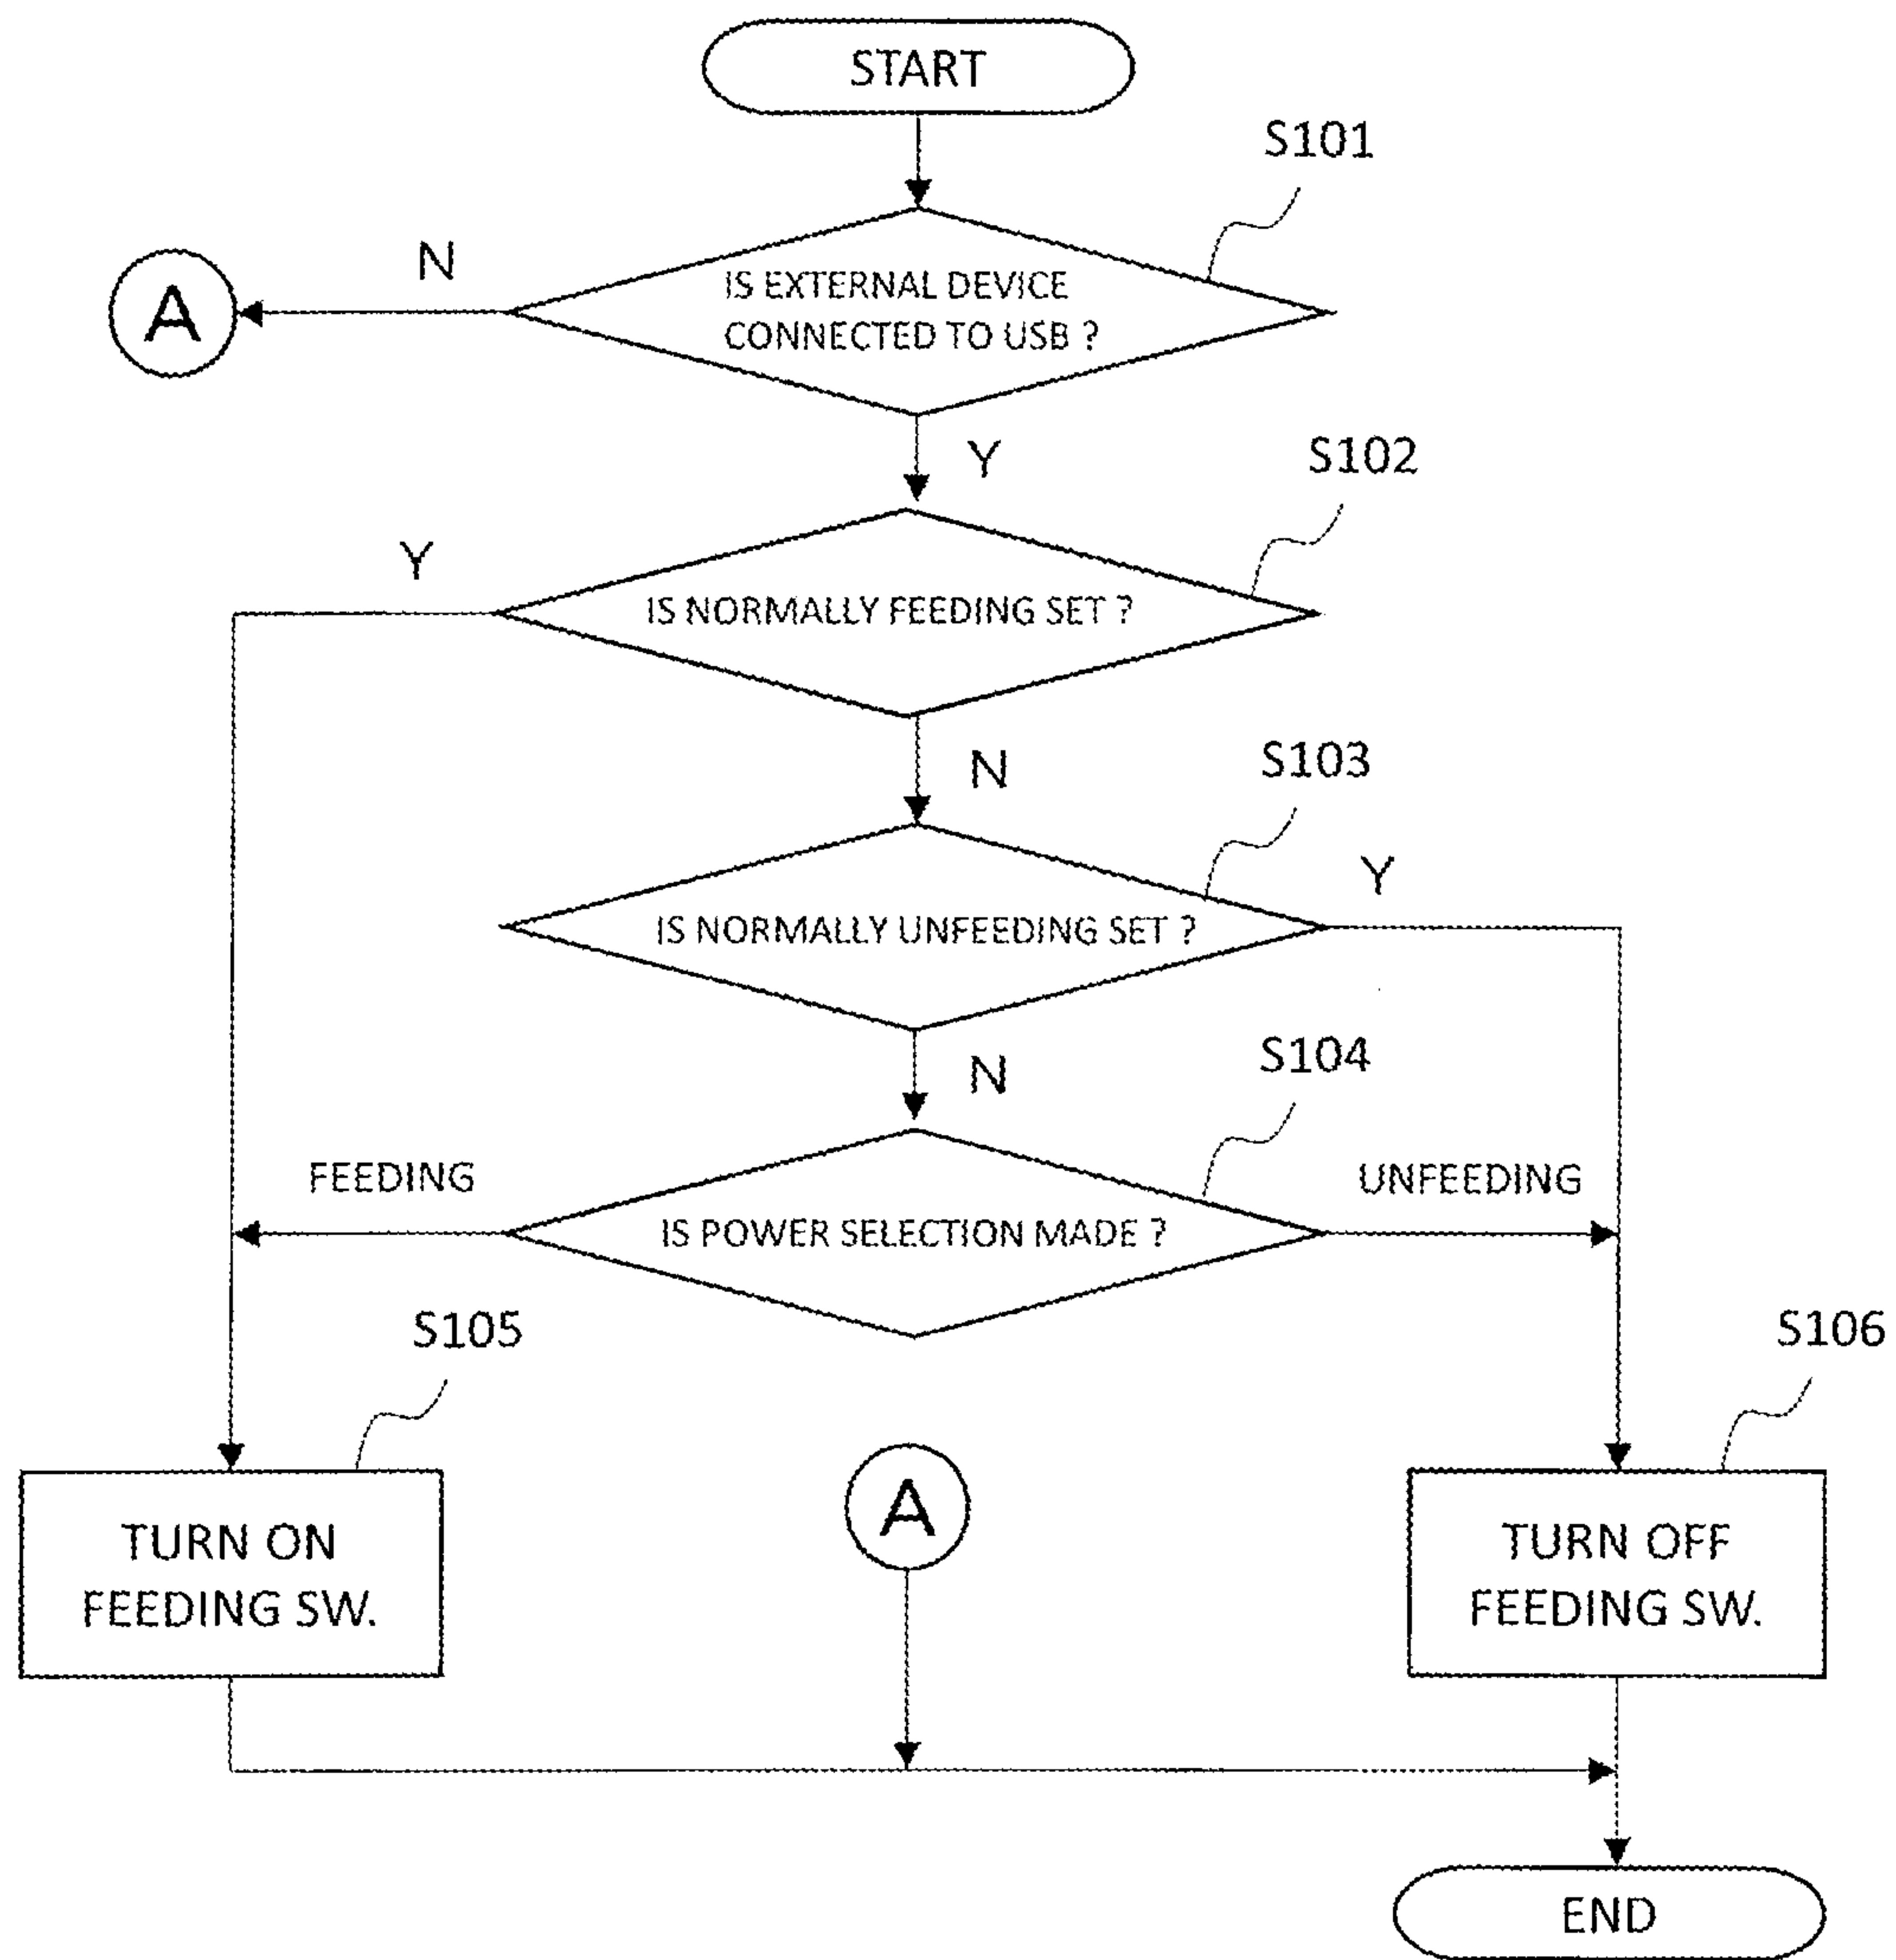 START
S101
N
A
IS EXTERNAL DEVICE
CONNECTED TO USB ?
Y
S102
Y
IS NORMALLY FEEDING SET ?
N
S103
Y
IS NORMALLY UNFEEDING SET ?
N
S104
FEEDING
UNFEEDING
IS POWER SELECTION MADE ?
S105
S106
A
TURN ON
FEEDING SW.
TURN OFF
FEEDING SW.
END